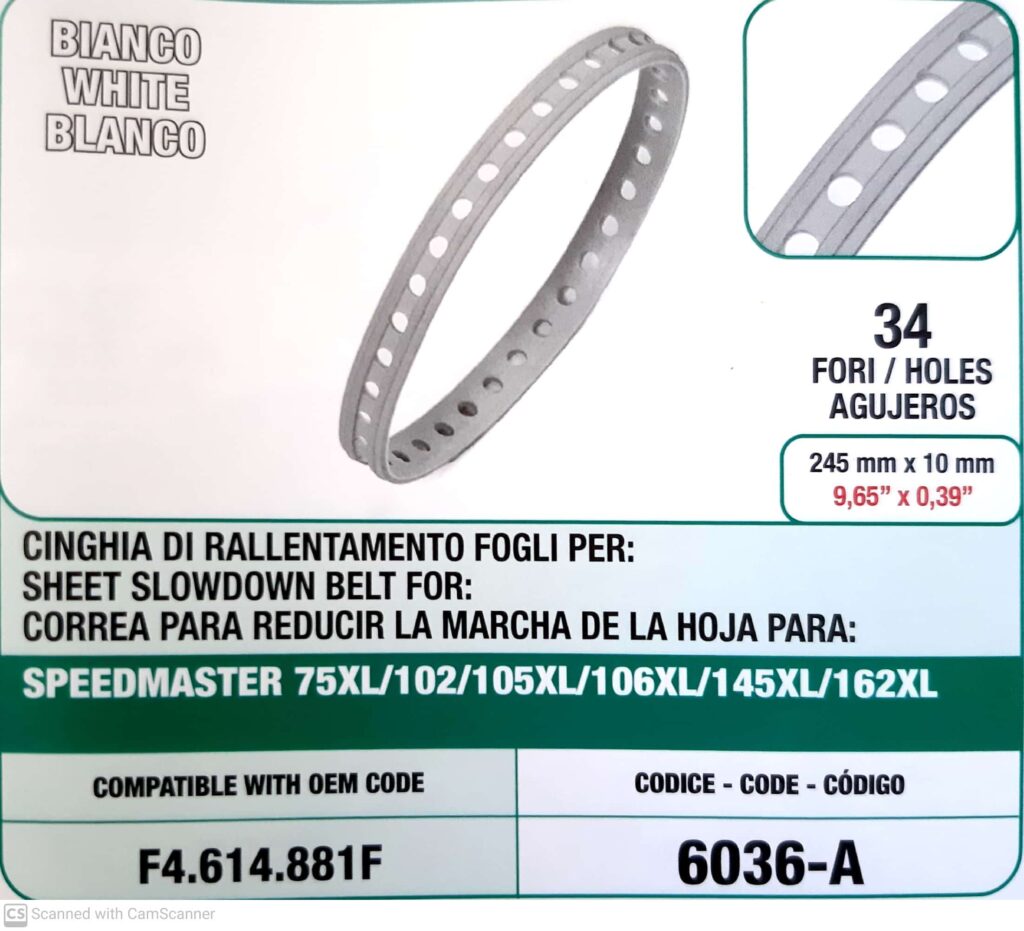 BIANCO
WHITE
BLANCO
34
FORI / HOLES
AGUJEROS
245 mm x 10 mm
9,65” x 0,39”
CINGHIA DI RALLENTAMENTO FOGLI PER:
SHEET SLOWDOWN BELT FOR:
CORREA PARA REDUCIR LA MARCHA DE LA HOJA PARA:
SPEEDMASTER 75XL/102/105XL/106XL/145XL/162XL
COMPATIBLE WITH OEM CODE
CODICE - CODE - CÓDIGO
F4.614.881F
6036-A
CS Scanned with CamScanner